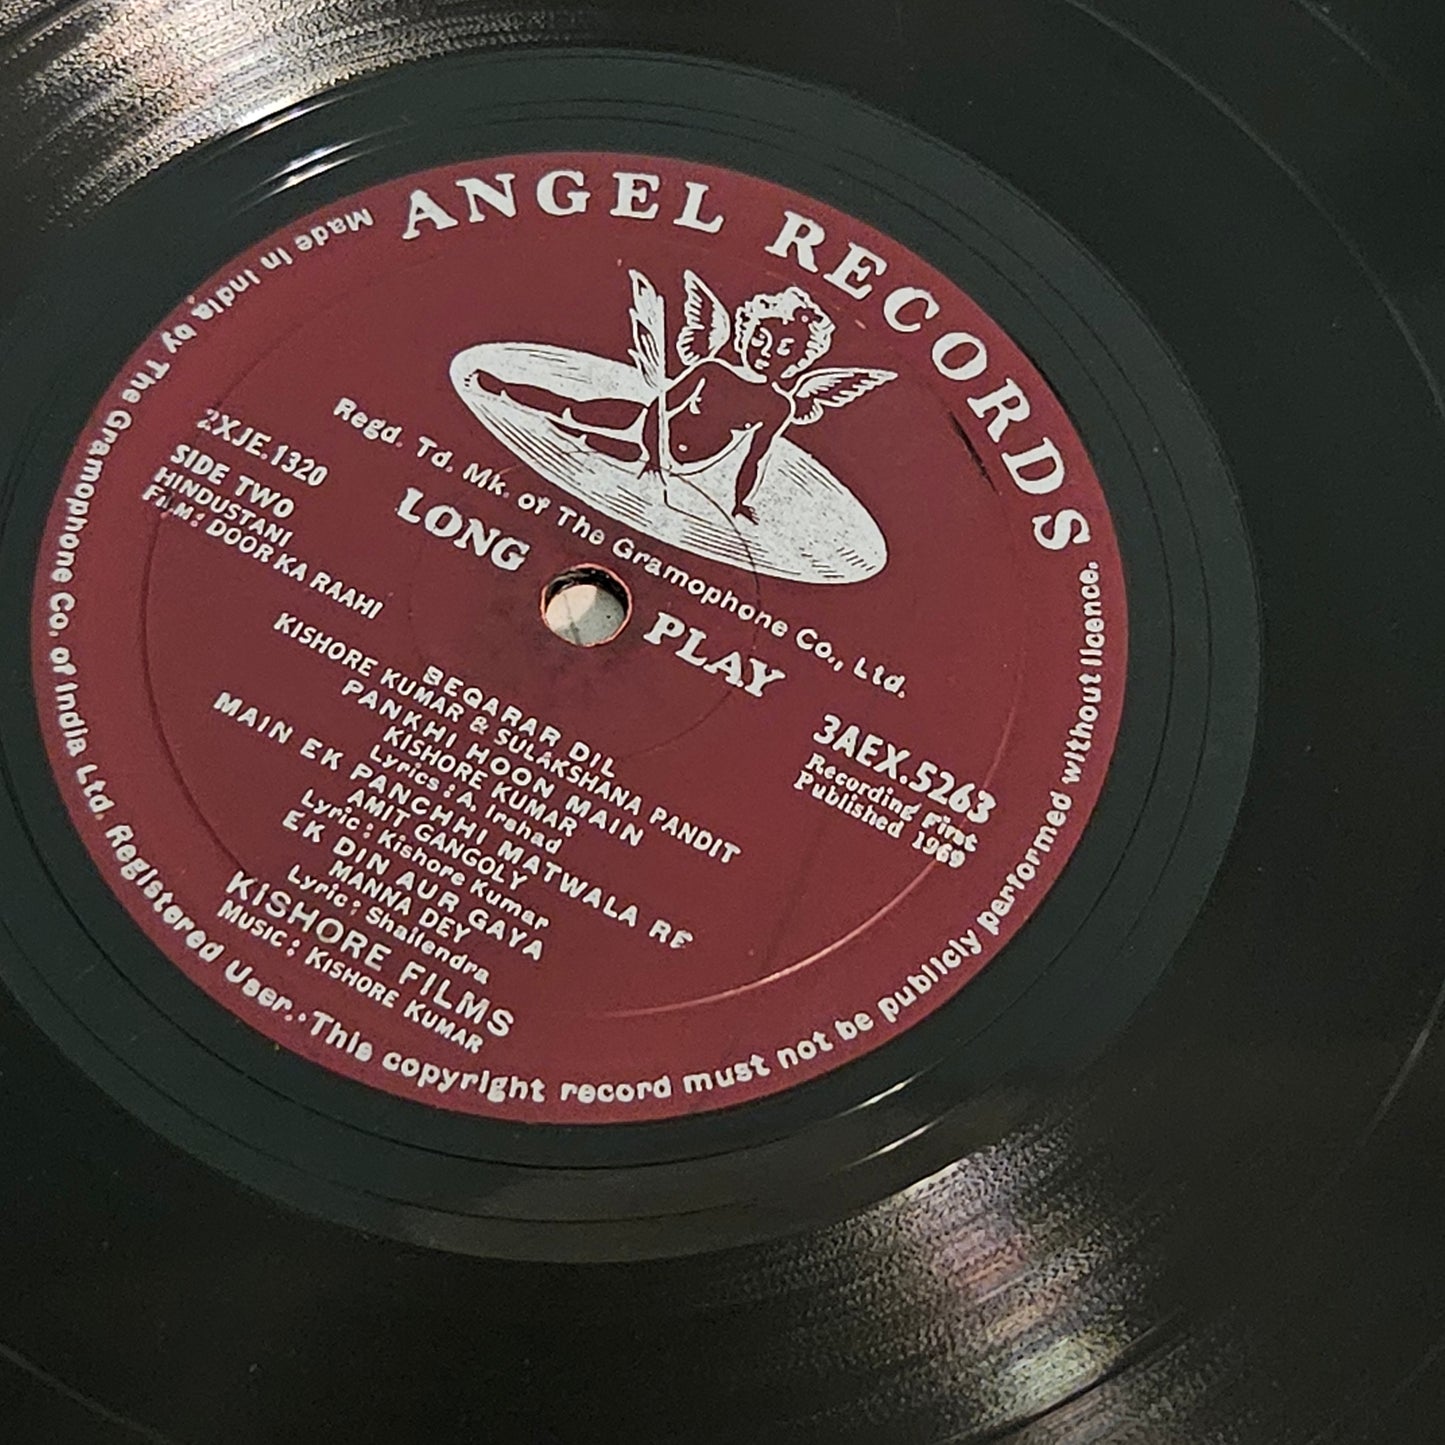 ANGEL RECORDS
Regd. Td. Mk. of The Gramophone Co., Ltd.
LONG PLAY
2XJE.1320
SIDE TWO
HINDUSTANI
FILM: DOOR KA RAAHI
3AEX.5263
Recording First
Published 1969
BEQARAR DIL
KISHORE KUMAR & SULAKSHANA PANDIT
PANKHI HOON MAIN
KISHORE KUMAR
Lyrics: A. Irshad
MAIN EK PANCHHI MATWALA RE
AMIT GANGOLY
Lyric: Kishore Kumar
EK DIN AUR GAYA
MANNA DEY
Lyric: Shailendra
KISHORE FILMS
Music: KISHORE KUMAR
Made in India by The Gramophone Co. of India Ltd. Registered User.·This copyright record must not be publicly performed without licence.